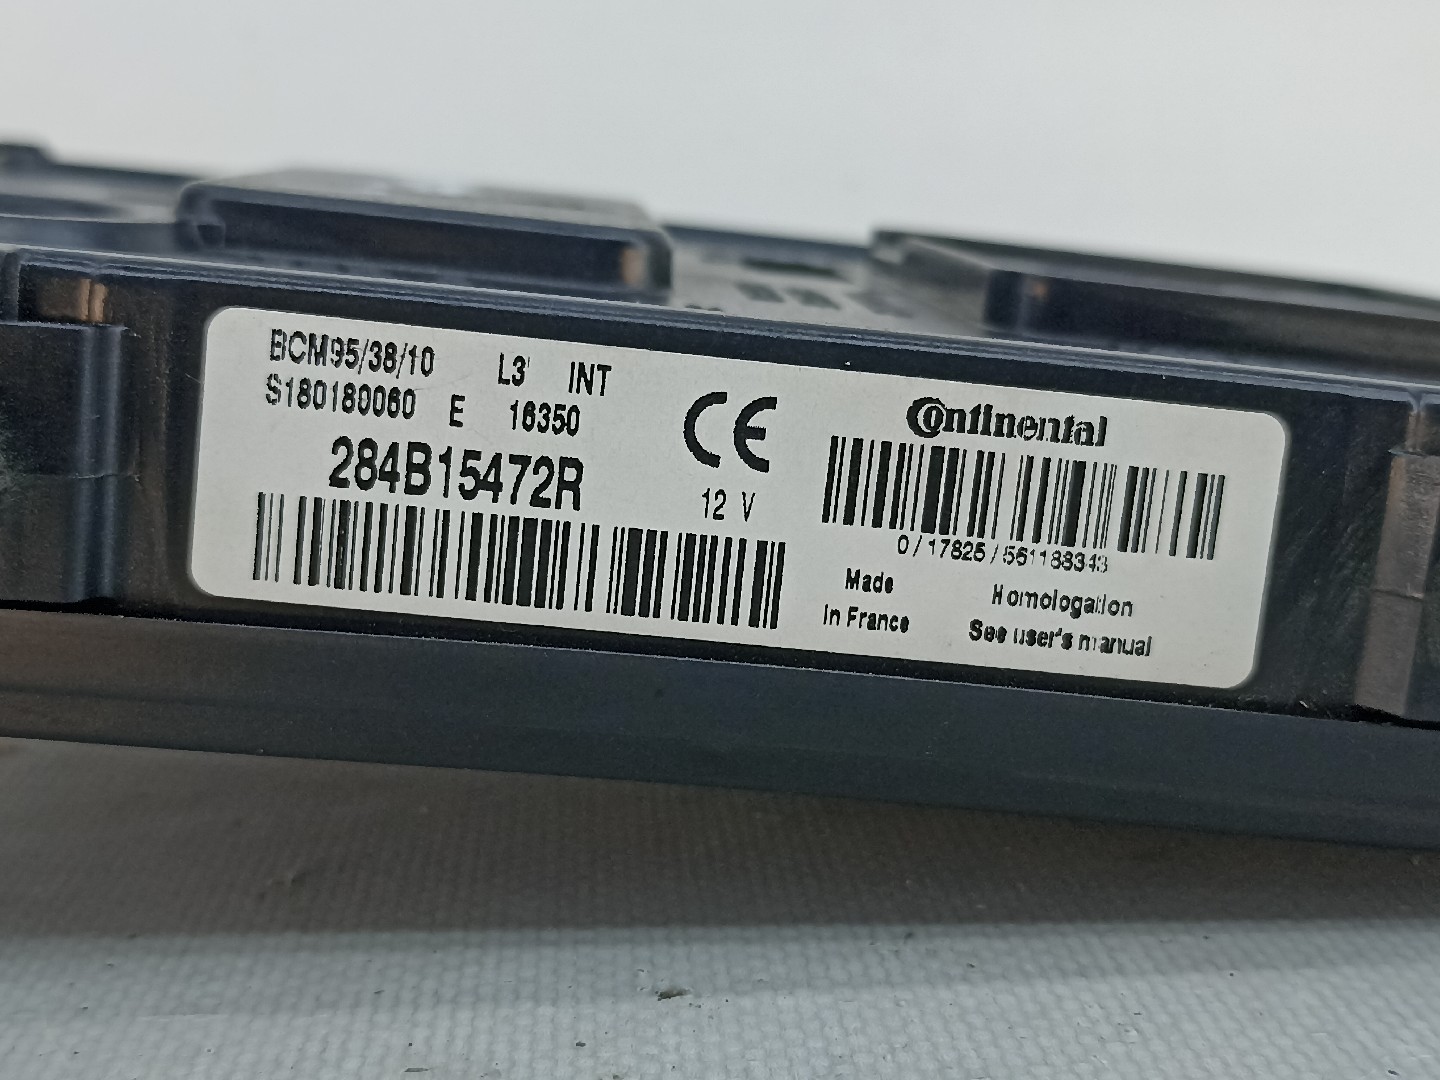 BCM95/38/10 L3 INT
S180180060 E 16350
284B15472R
CE
12 V
Continental
0/17825/561188343
Made
in France
Homologation
See user's manual